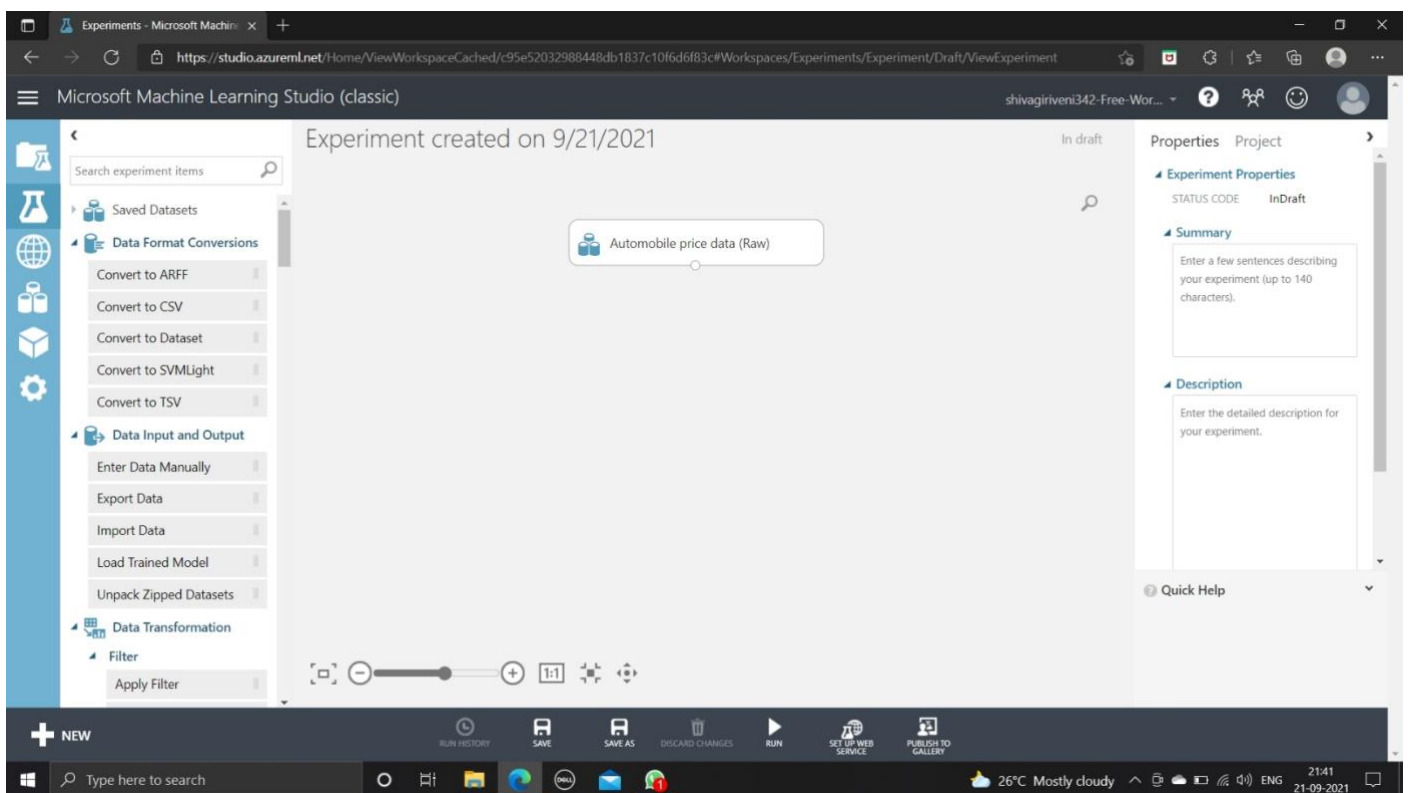 Experiments - Microsoft Machin
https://studio.azureml.net/Home/ViewWorkspaceCached/c95e52032988448db1837c10f6d6f83c#Workspaces/Experiments/Experiment/Draft/ViewExperiment
Microsoft Machine Learning Studio (classic)
shivagiriveni342-Free-Wor...
Search experiment items
Saved Datasets
Data Format Conversions
Convert to ARFF
Convert to CSV
Convert to Dataset
Convert to SVMLight
Convert to TSV
Data Input and Output
Enter Data Manually
Export Data
Import Data
Load Trained Model
Unpack Zipped Datasets
Data Transformation
Filter
Apply Filter
Experiment created on 9/21/2021
In draft
Automobile price data (Raw)
1:1
Properties Project
Experiment Properties
STATUS CODE InDraft
Summary
Enter a few sentences describing
your experiment (up to 140
characters).
Description
Enter the detailed description for
your experiment.
Quick Help
NEW
RUN HISTORY
SAVE
SAVE AS
DISCARD CHANGES
RUN
SET UP WEB
SERVICE
PUBLISH TO
GALLERY
Type here to search
DELL
26°C Mostly cloudy
ENG
21:41
21-09-2021